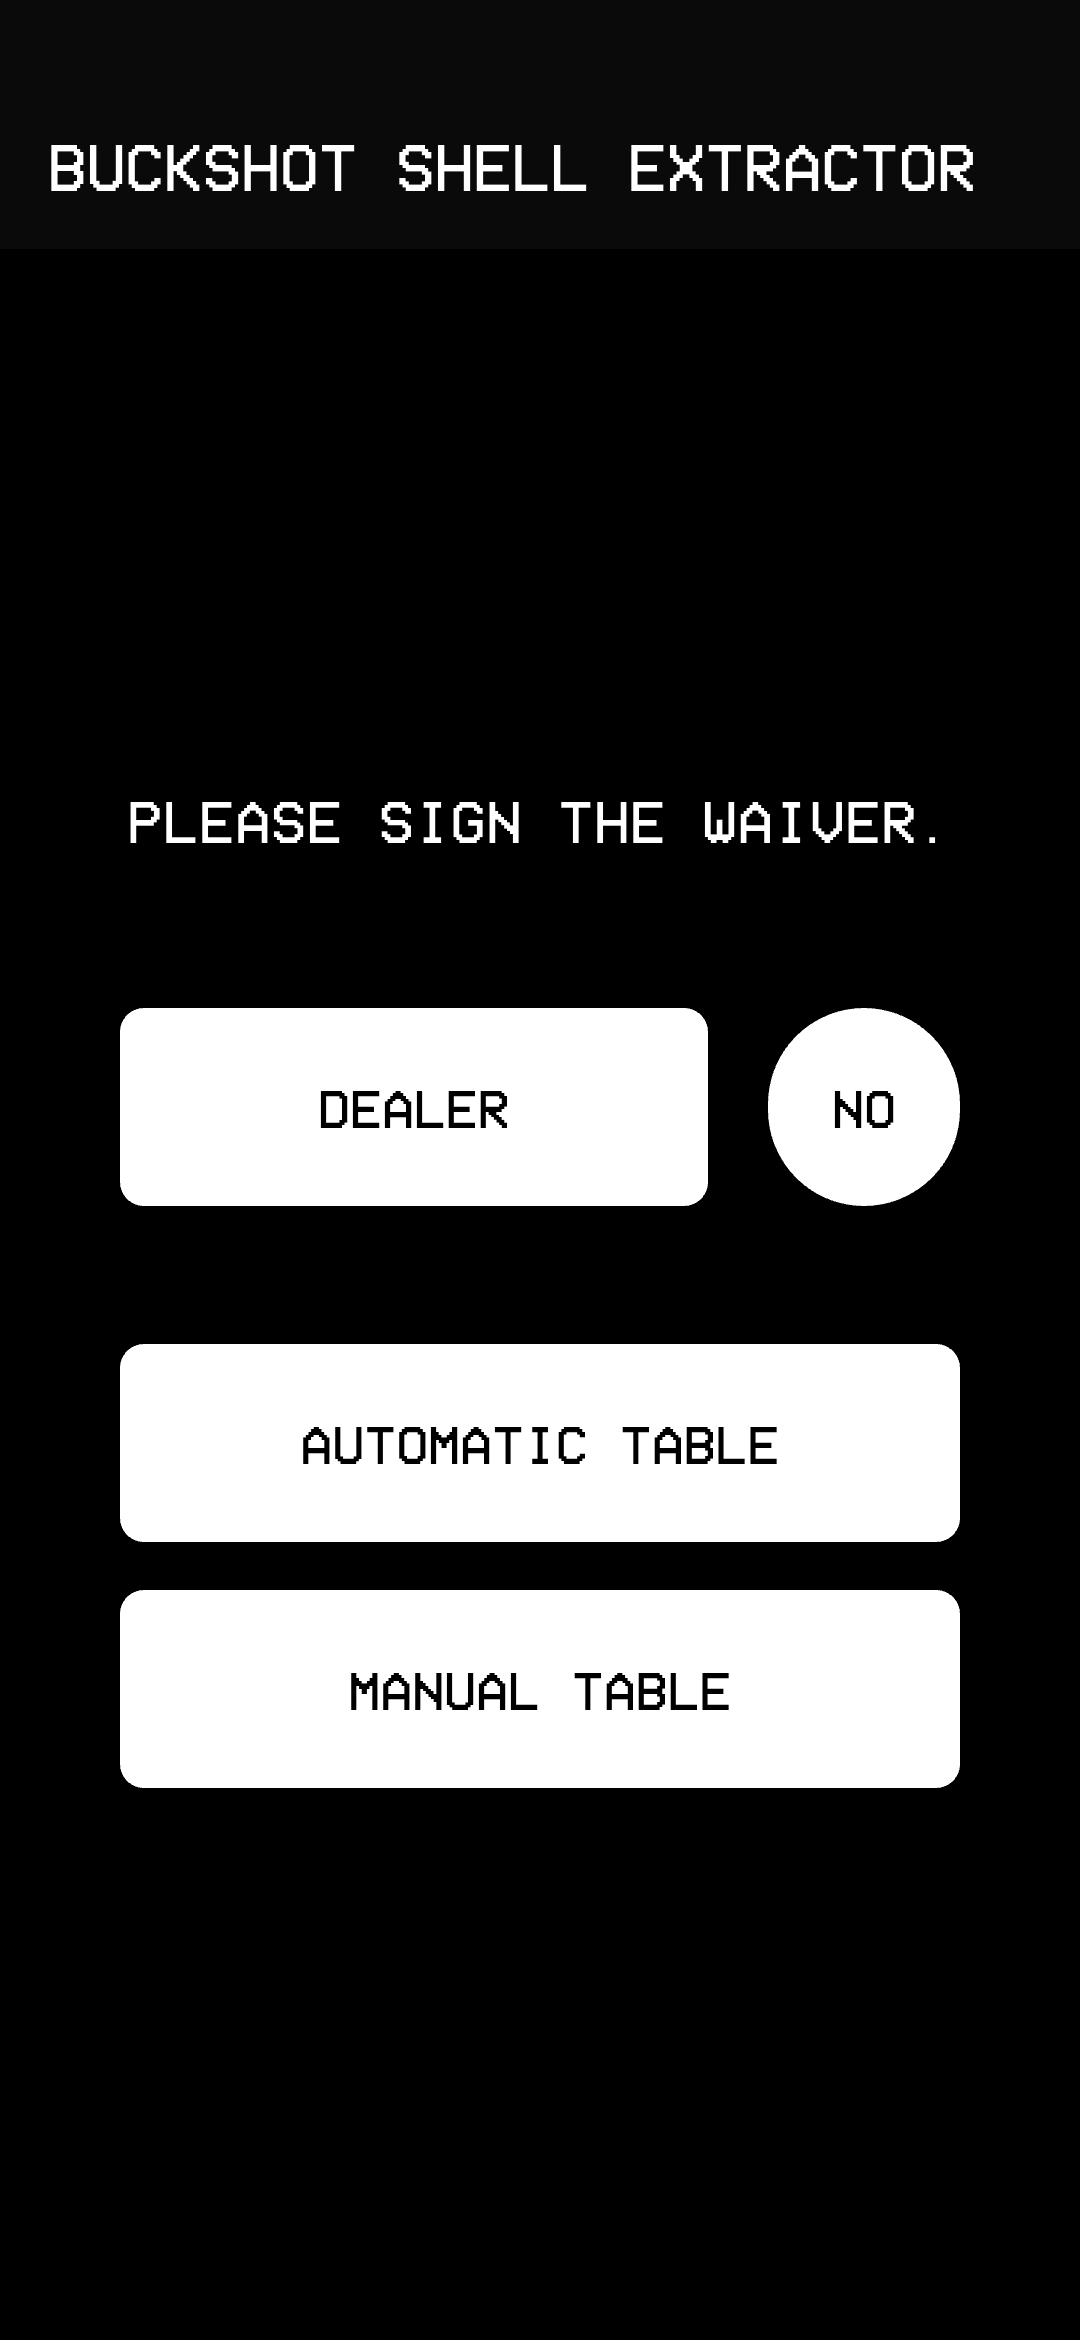 BUCKSHOT SHELL EXTRACTOR
PLEASE SIGN THE WAIVER.
DEALER
NO
AUTOMATIC TABLE
MANUAL TABLE